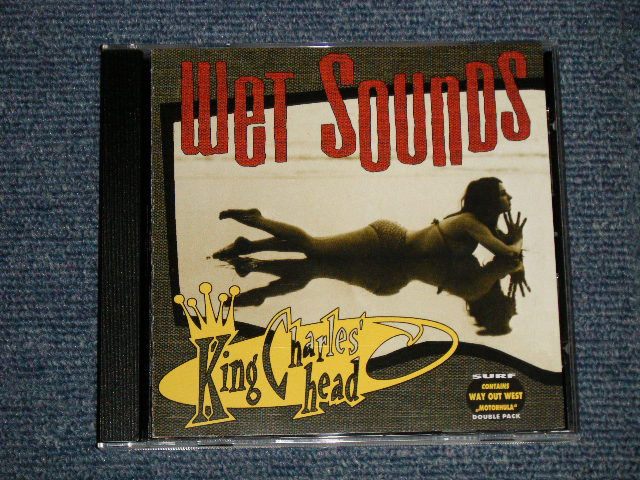 WET SOUNDS
King Charles'
head
SURF
CONTAINS
WAY OUT WEST
„MOTORHULA"
DOUBLE PACK